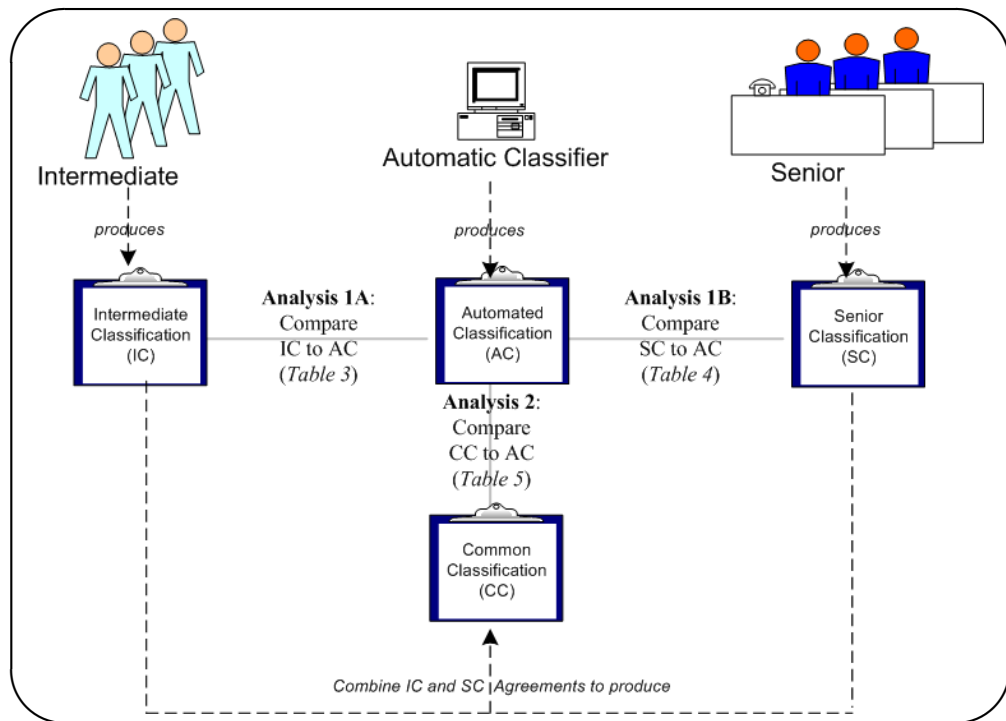 Intermediate
Automatic Classifier
Senior
produces
produces
produces
Intermediate
Classification
(IC)
Analysis 1A:
Compare
IC to AC
(Table 3)
Automated
Classification
(AC)
Analysis 1B:
Compare
SC to AC
(Table 4)
Senior
Classification
(SC)
Analysis 2:
Compare
CC to AC
(Table 5)
Common
Classification
(CC)
Combine IC and SC Agreements to produce